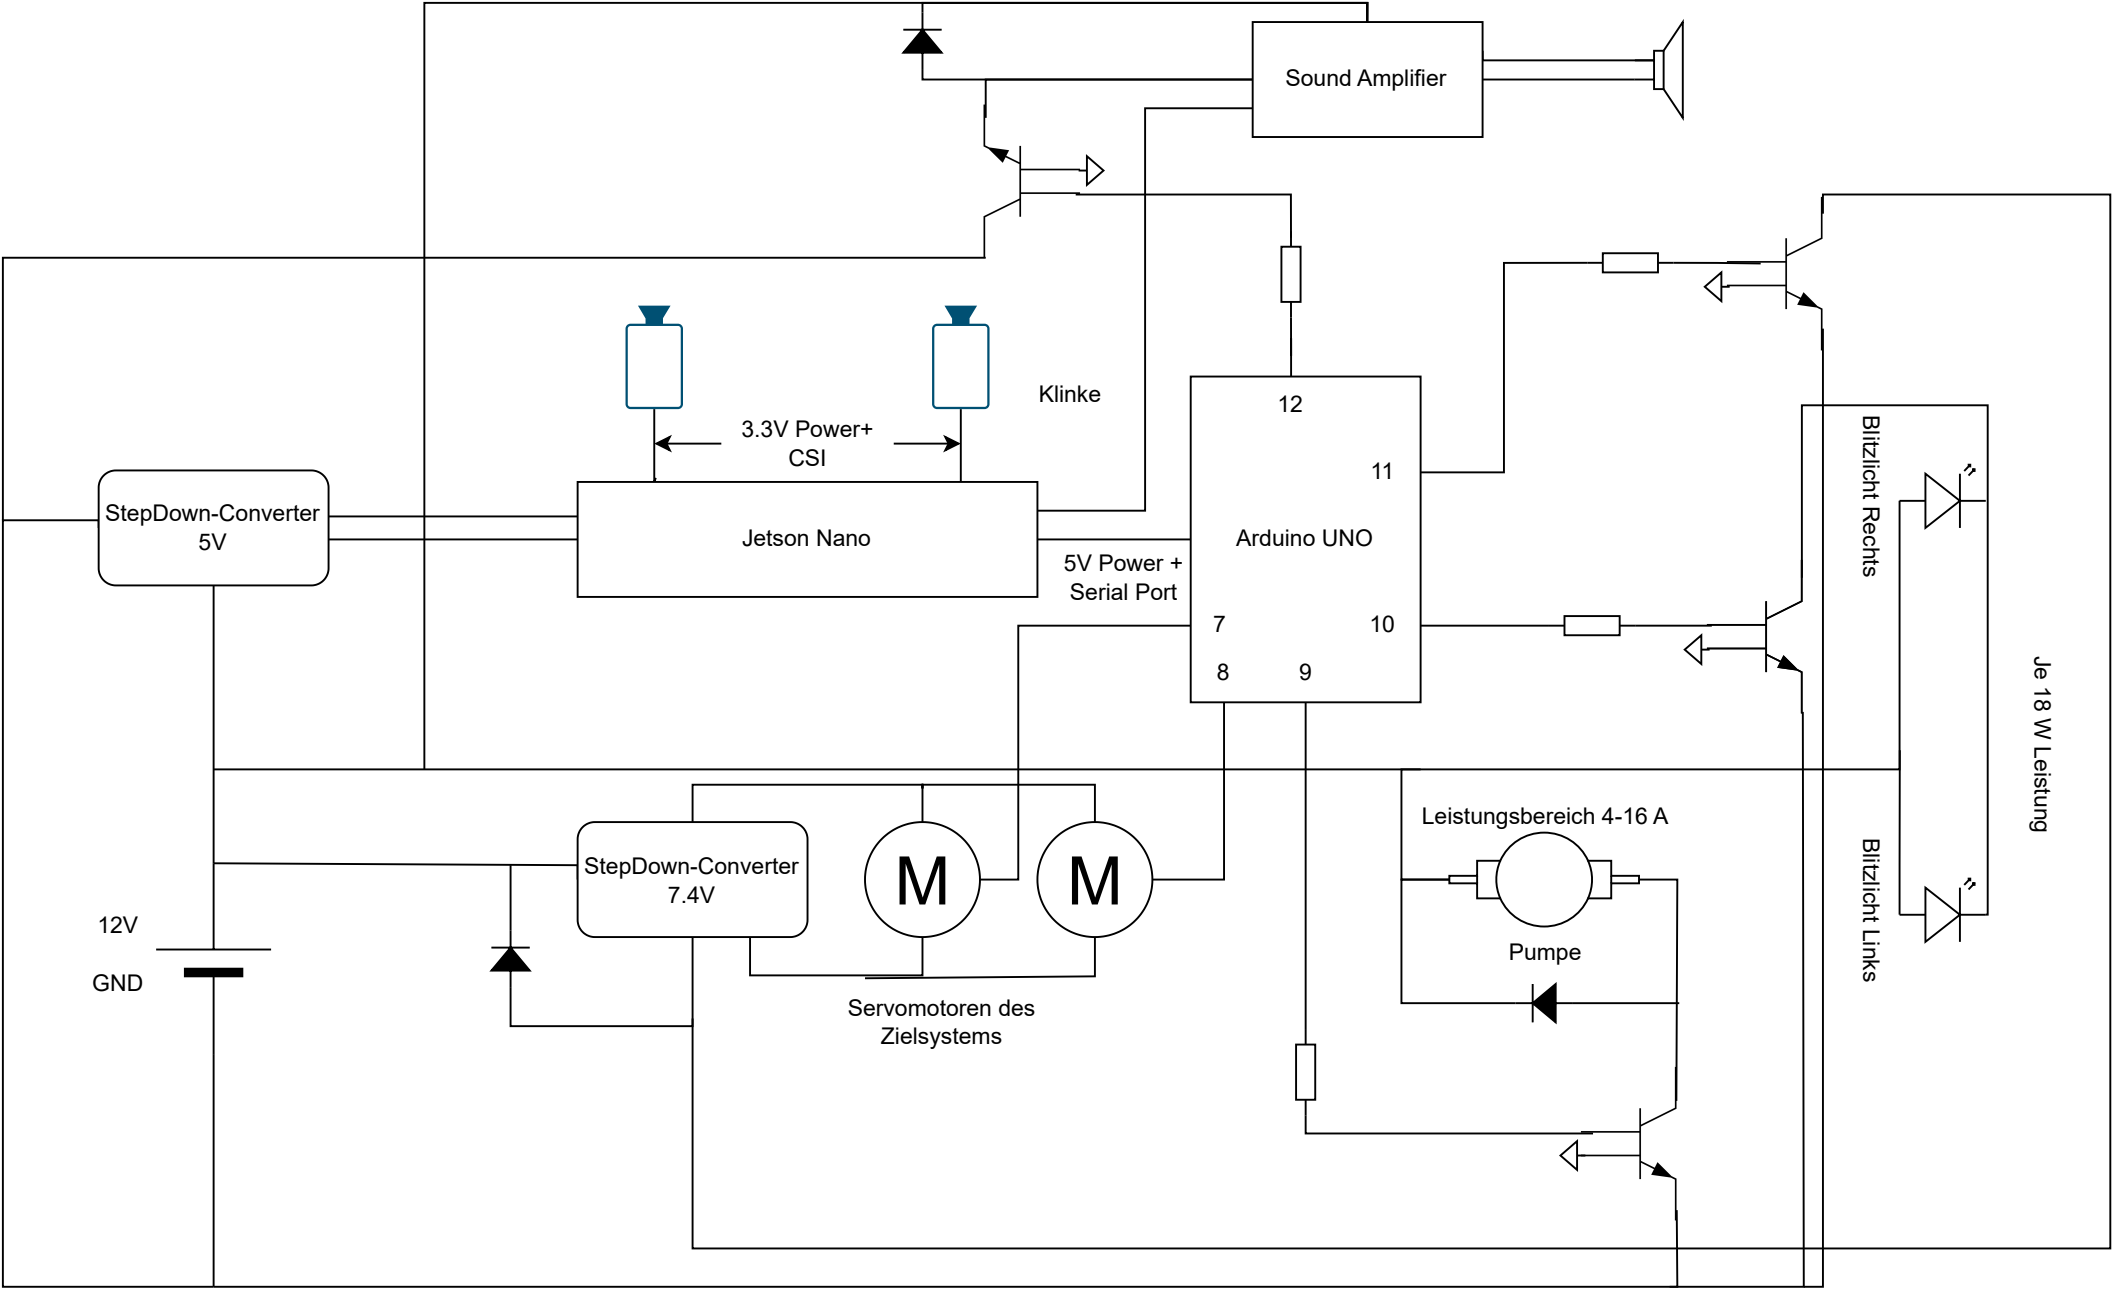 Sound Amplifier
Klinke
12
3.3V Power+
CSI
11
StepDown-Converter
5V
Jetson Nano
Arduino UNO
5V Power +
Serial Port
7
10
8
9
Blitzlicht Rechts
Je 18 W Leistung
Leistungsbereich 4-16 A
StepDown-Converter
7.4V
M
M
12V
GND
Pumpe
Blitzlicht Links
Servomotoren des
Zielsystems